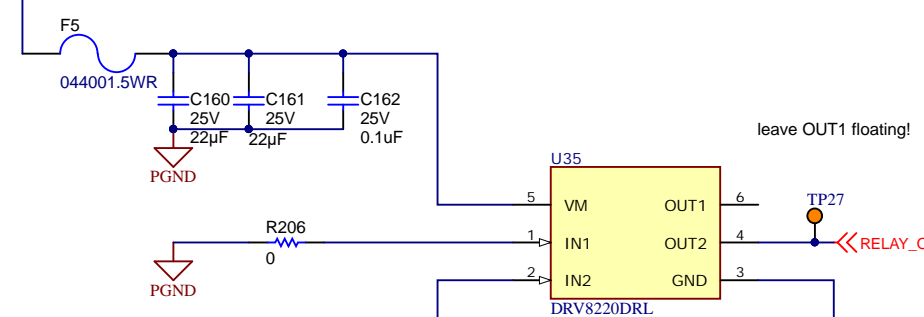 F5
044001.5WR
C160
25V
22µF
C161
25V
22µF
C162
25V
0.1uF
PGND
leave OUT1 floating!
U35
5 VM OUT1 6
TP27
R206
0
1 IN1 OUT2 4
RELAY_
2 IN2 GND 3
PGND
DRV8220DRL